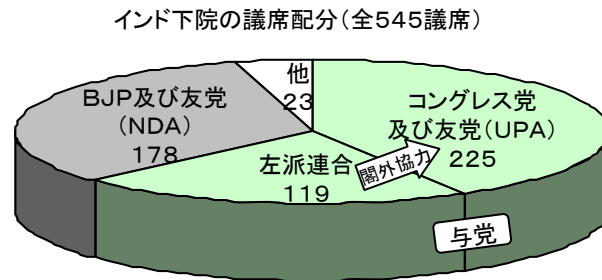 インド下院の議席配分(全545議席)
他
23
BJP及び友党
(NDA)
178
コングレス党
及び友党(UPA)
225
左派連合
119
閣外協力
与党